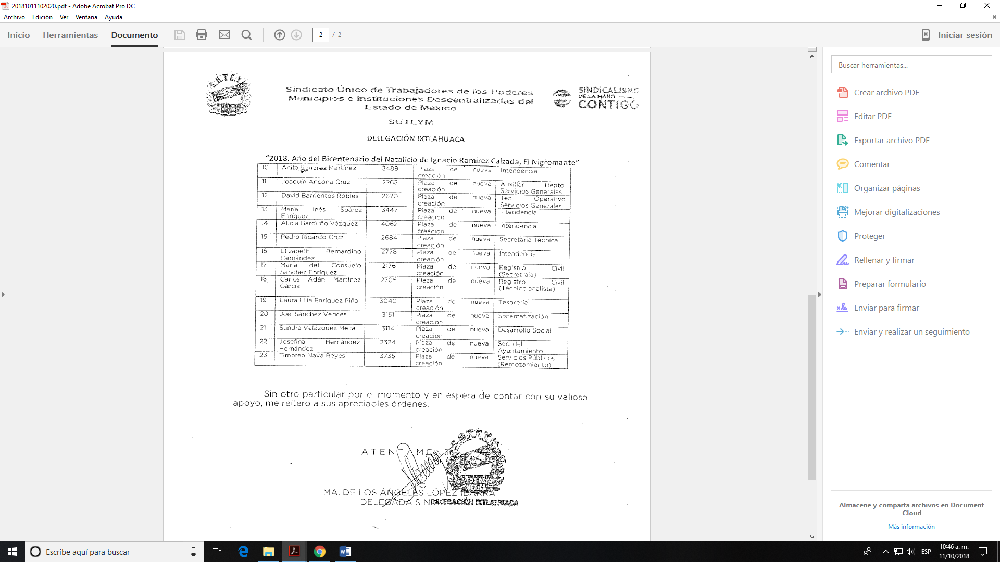 20181011102020.pdf - Adobe Acrobat Pro DC
Archivo Edición Ver Ventana Ayuda
Inicio Herramientas Documento 2 / 2 Iniciar sesión
SUTEYM
Sindicato Único de Trabajadores de los Poderes,
Municipios e Instituciones Descentralizadas del
Estado de México
SINDICALISMO
DE LA MANO
CONTIGO
SUTEYM
DELEGACIÓN IXTLAHUACA
"2018. Año del Bicentenario del Natalicio de Ignacio Ramírez Calzada, El Nigromante"
10 Anita Ramírez Martínez 3489 Plaza de nueva creación Intendencia
11 Joaquín Ancona Cruz 2263 Plaza de nueva creación Auxiliar Depto. Servicios Generales
12 David Barrientos Robles 2670 Plaza de nueva creación Tec. Operativo Servicios Generales
13 María Inés Suárez Enríquez 3447 Plaza de nueva creación Intendencia
14 Alicia Garduño Vázquez 4062 Plaza de nueva creación Intendencia
15 Pedro Ricardo Cruz 2684 Plaza de nueva creación Secretaria Técnica
16 Elizabeth Bernardino Hernández 2778 Plaza de nueva creación Intendencia
17 María del Consuelo Sánchez Enríquez 2176 Plaza de nueva creación Registro Civil (Secretraia)
18 Carlos Adán Martínez García 2705 Plaza de nueva creación Registro Civil (Técnico analista)
19 Laura Lilia Enríquez Piña 3040 Plaza de nueva creación Tesorería
20 Joel Sánchez Vences 3151 Plaza de nueva creación Sistematización
21 Sandra Velázquez Mejía 3114 Plaza de nueva creación Desarrollo Social
22 Josefina Hernández Hernández 2324 Plaza de nueva creación Sec. del Ayuntamiento
23 Timoteo Nava Reyes 3735 Plaza de nueva creación Servicios Públicos (Remozamiento)
Sin otro particular por el momento y en espera de contar con su valioso
apoyo, me reitero a sus apreciables órdenes.
ATENTAMENTE
MA. DE LOS ÁNGELES LÓPEZ IBARRA
DELEGADA SINDICAL
DELEGACIÓN IXTLAHUACA
Buscar herramientas...
Crear archivo PDF
Editar PDF
Exportar archivo PDF
Comentar
Organizar páginas
Mejorar digitalizaciones
Proteger
Rellenar y firmar
Preparar formulario
Enviar para firmar
Enviar y realizar un seguimiento
Almacene y comparta archivos en Document
Cloud
Más información
Escribe aquí para buscar
ESP
10:46 a. m.
11/10/2018